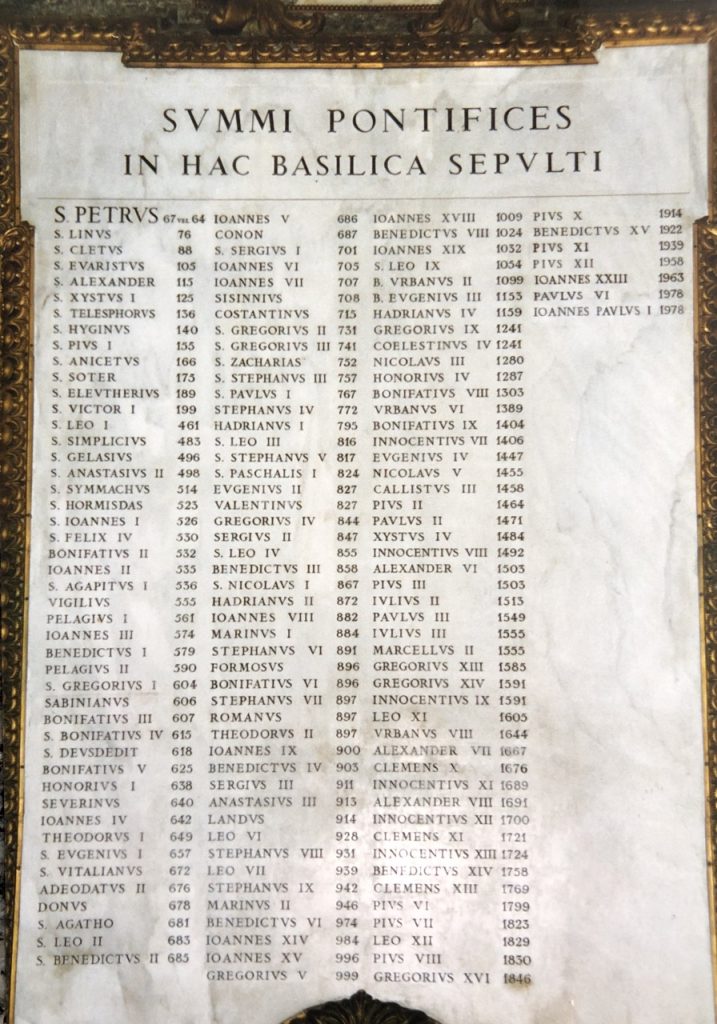 SVMMI PONTIFICES
IN HAC BASILICA SEPVLTI
S. PETRVS 67 VEL 64
S. LINVS 76
S. CLETVS 88
S. EVARISTVS 105
S. ALEXANDER 115
S. XYSTVS I 125
S. TELESPHORVS 136
S. HYGINVS 140
S. PIVS I 155
S. ANICETVS 166
S. SOTER 175
S. ELEVTHERIVS 189
S. VICTOR I 199
S. LEO I 461
S. SIMPLICIVS 483
S. GELASIVS 496
S. ANASTASIVS II 498
S. SYMMACHVS 514
S. HORMISDAS 523
S. IOANNES I 526
S. FELIX IV 530
BONIFATIVS II 532
IOANNES II 535
S. AGAPITVS I 536
VIGILIVS 555
PELAGIVS I 561
IOANNES III 574
BENEDICTVS I 579
PELAGIVS II 590
S. GREGORIVS I 604
SABINIANVS 606
BONIFATIVS III 607
S. BONIFATIVS IV 615
S. DEVSDEDIT 618
BONIFATIVS V 625
HONORIVS I 638
SEVERINVS 640
IOANNES IV 642
THEODORVS I 649
S. EVGENIVS I 657
S. VITALIANVS 672
ADEODATVS II 676
DONVS 678
S. AGATHO 681
S. LEO II 683
S. BENEDICTVS II 685
IOANNES V 686
CONON 687
S. SERGIVS I 701
IOANNES VI 705
IOANNES VII 707
SISINNIVS 708
COSTANTINVS 715
S. GREGORIVS II 731
S. GREGORIVS III 741
S. ZACHARIAS 752
S. STEPHANVS III 757
S. PAVLVS I 767
STEPHANVS IV 772
HADRIANVS I 795
S. LEO III 816
S. STEPHANVS V 817
S. PASCHALIS I 824
EVGENIVS II 827
VALENTINVS 827
GREGORIVS IV 844
SERGIVS II 847
S. LEO IV 855
BENEDICTVS III 858
S. NICOLAVS I 867
HADRIANVS II 872
IOANNES VIII 882
MARINVS I 884
STEPHANVS VI 891
FORMOSVS 896
BONIFATIVS VI 896
STEPHANVS VII 897
ROMANVS 897
THEODORVS II 897
IOANNES IX 900
BENEDICTVS IV 903
SERGIVS III 911
ANASTASIVS III 913
LANDVS 914
LEO VI 928
STEPHANVS VIII 931
LEO VII 939
STEPHANVS IX 942
MARINVS II 946
BENEDICTVS VI 974
IOANNES XIV 984
IOANNES XV 996
GREGORIVS V 999
IOANNES XVIII 1009
BENEDICTVS VIII 1024
IOANNES XIX 1032
S. LEO IX 1054
B. VRBANVS II 1099
B. EVGENIVS III 1153
HADRIANVS IV 1159
GREGORIVS IX 1241
COELESTINVS IV 1241
NICOLAVS III 1280
HONORIVS IV 1287
BONIFATIVS VIII 1303
VRBANVS VI 1389
BONIFATIVS IX 1404
INNOCENTIVS VII 1406
EVGENIVS IV 1447
NICOLAVS V 1455
CALLISTVS III 1458
PIVS II 1464
PAVLVS II 1471
XYSTVS IV 1484
INNOCENTIVS VIII 1492
ALEXANDER VI 1503
PIVS III 1503
IVLIVS II 1513
PAVLVS III 1549
IVLIVS III 1555
MARCELLVS II 1555
GREGORIVS XIII 1585
GREGORIVS XIV 1591
INNOCENTIVS IX 1591
LEO XI 1605
VRBANVS VIII 1644
ALEXANDER VII 1667
CLEMENS X 1676
INNOCENTIVS XI 1689
ALEXANDER VIII 1691
INNOCENTIVS XII 1700
CLEMENS XI 1721
INNOCENTIVS XIII 1724
BENEDICTVS XIV 1758
CLEMENS XIII 1769
PIVS VI 1799
PIVS VII 1823
LEO XII 1829
PIVS VIII 1830
GREGORIVS XVI 1846
PIVS X 1914
BENEDICTVS XV 1922
PIVS XI 1939
PIVS XII 1958
IOANNES XXIII 1963
PAVLVS VI 1978
IOANNES PAVLVS I 1978